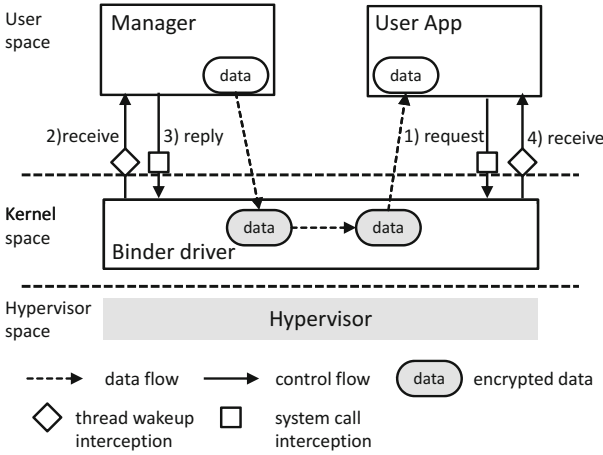 User space
Manager
User App
data
data
2)receive
3) reply
1) request
4) receive
Kernel space
data
data
Binder driver
Hypervisor space
Hypervisor
data flow
control flow
data
encrypted data
thread wakeup interception
system call interception